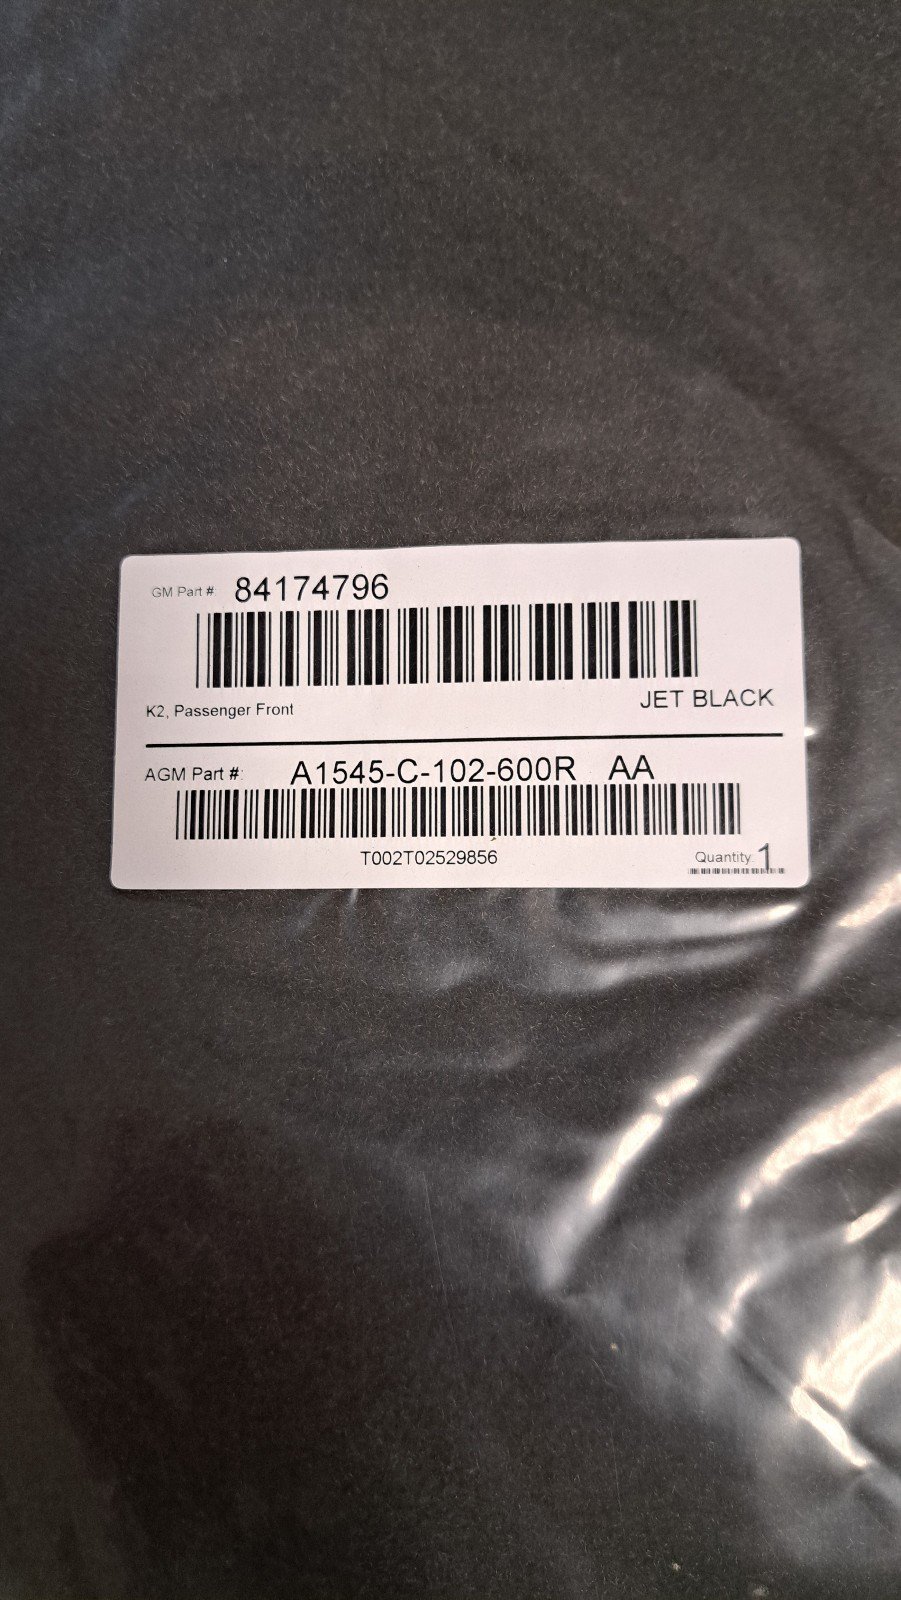 GM Part # 84174796
K2, Passenger Front JET BLACK
AGM Part #: A1545-C-102-600R AA
T002T02529856
Quantity: 1